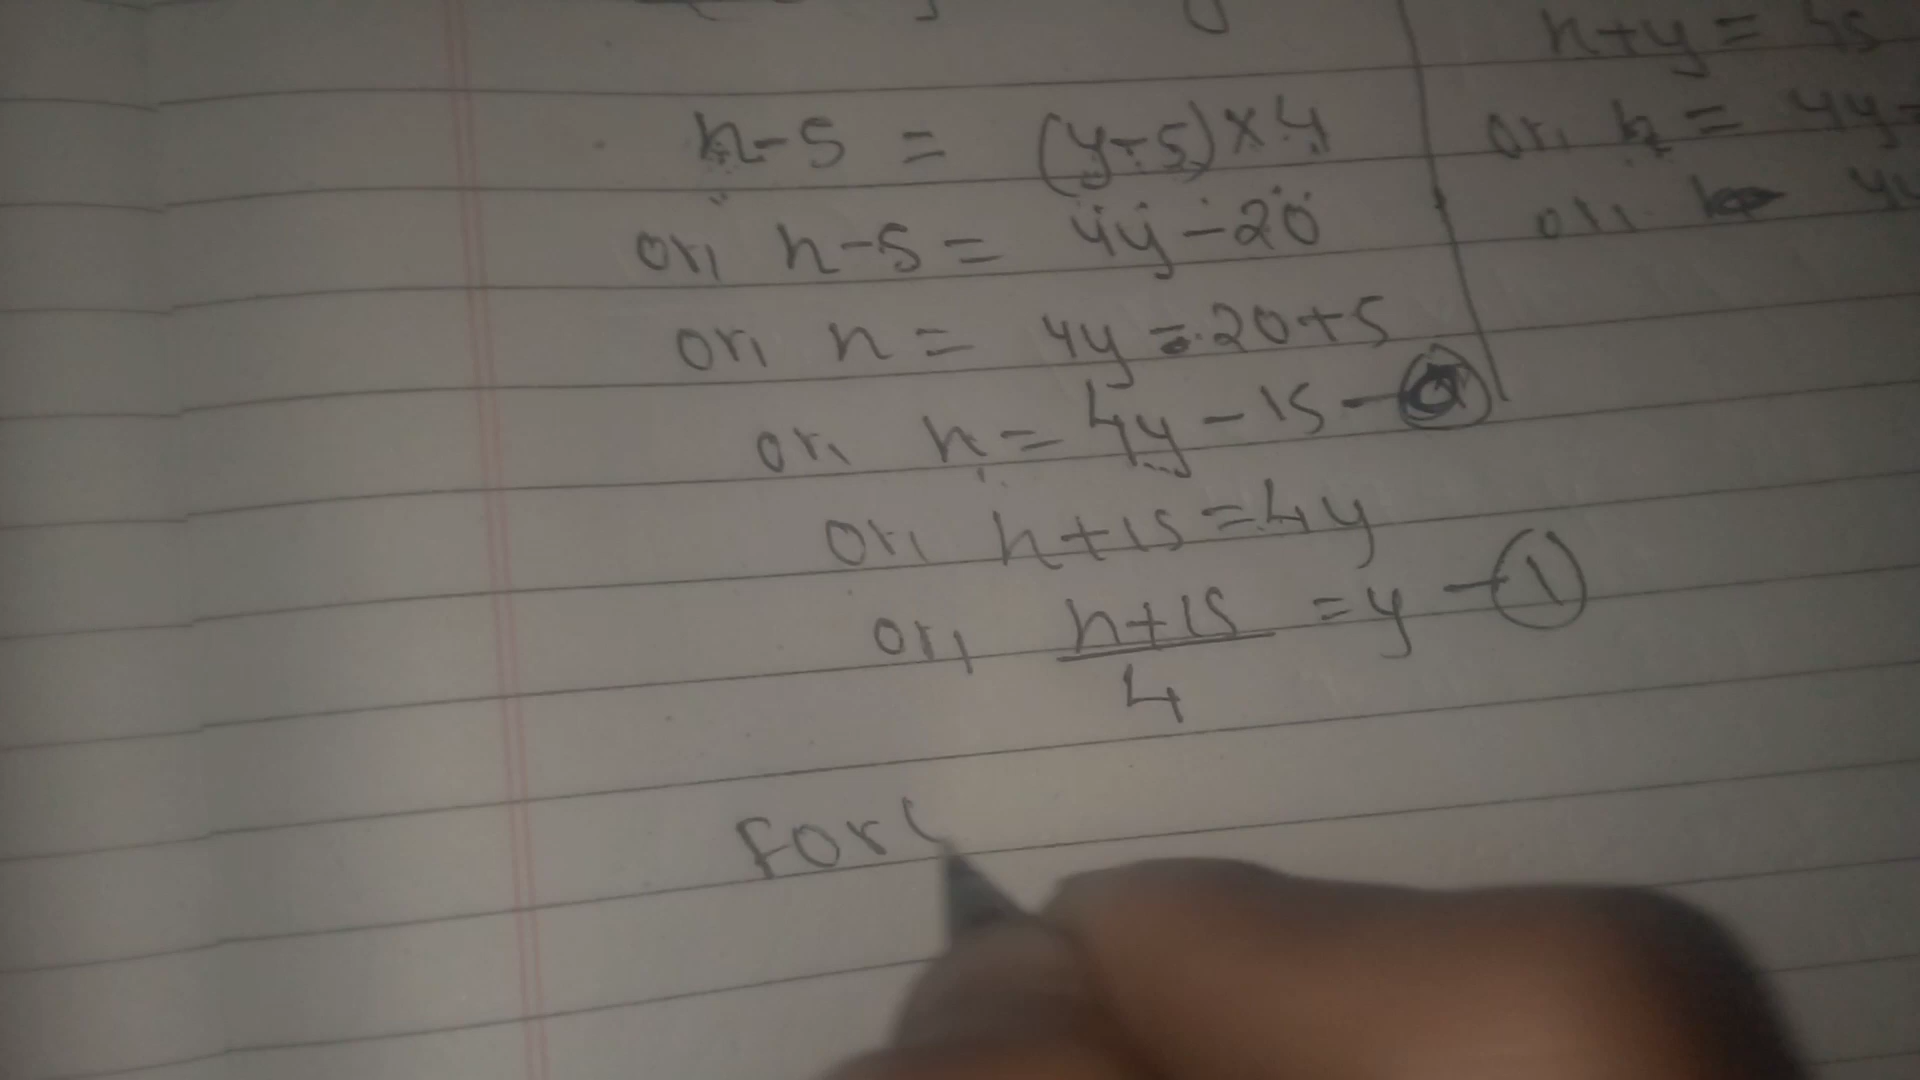 n-5 = (y-5)×4
or, n-5 = 4y-20
or, n = 4y-20+5
or, n = 4y-15-
or, n+15=4y
or, n+15/4 =y -①
For
n+y = 45
or, n = 4y-
or,